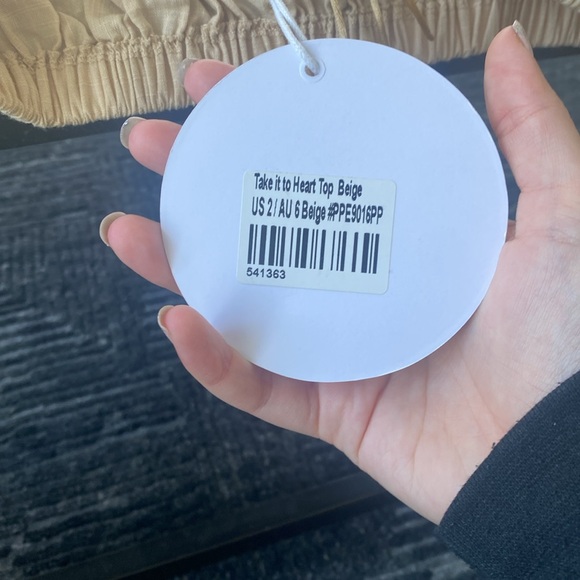 Take it to Heart Top Beige
US 2 / AU 6 Beige #PPE9016PP
541363